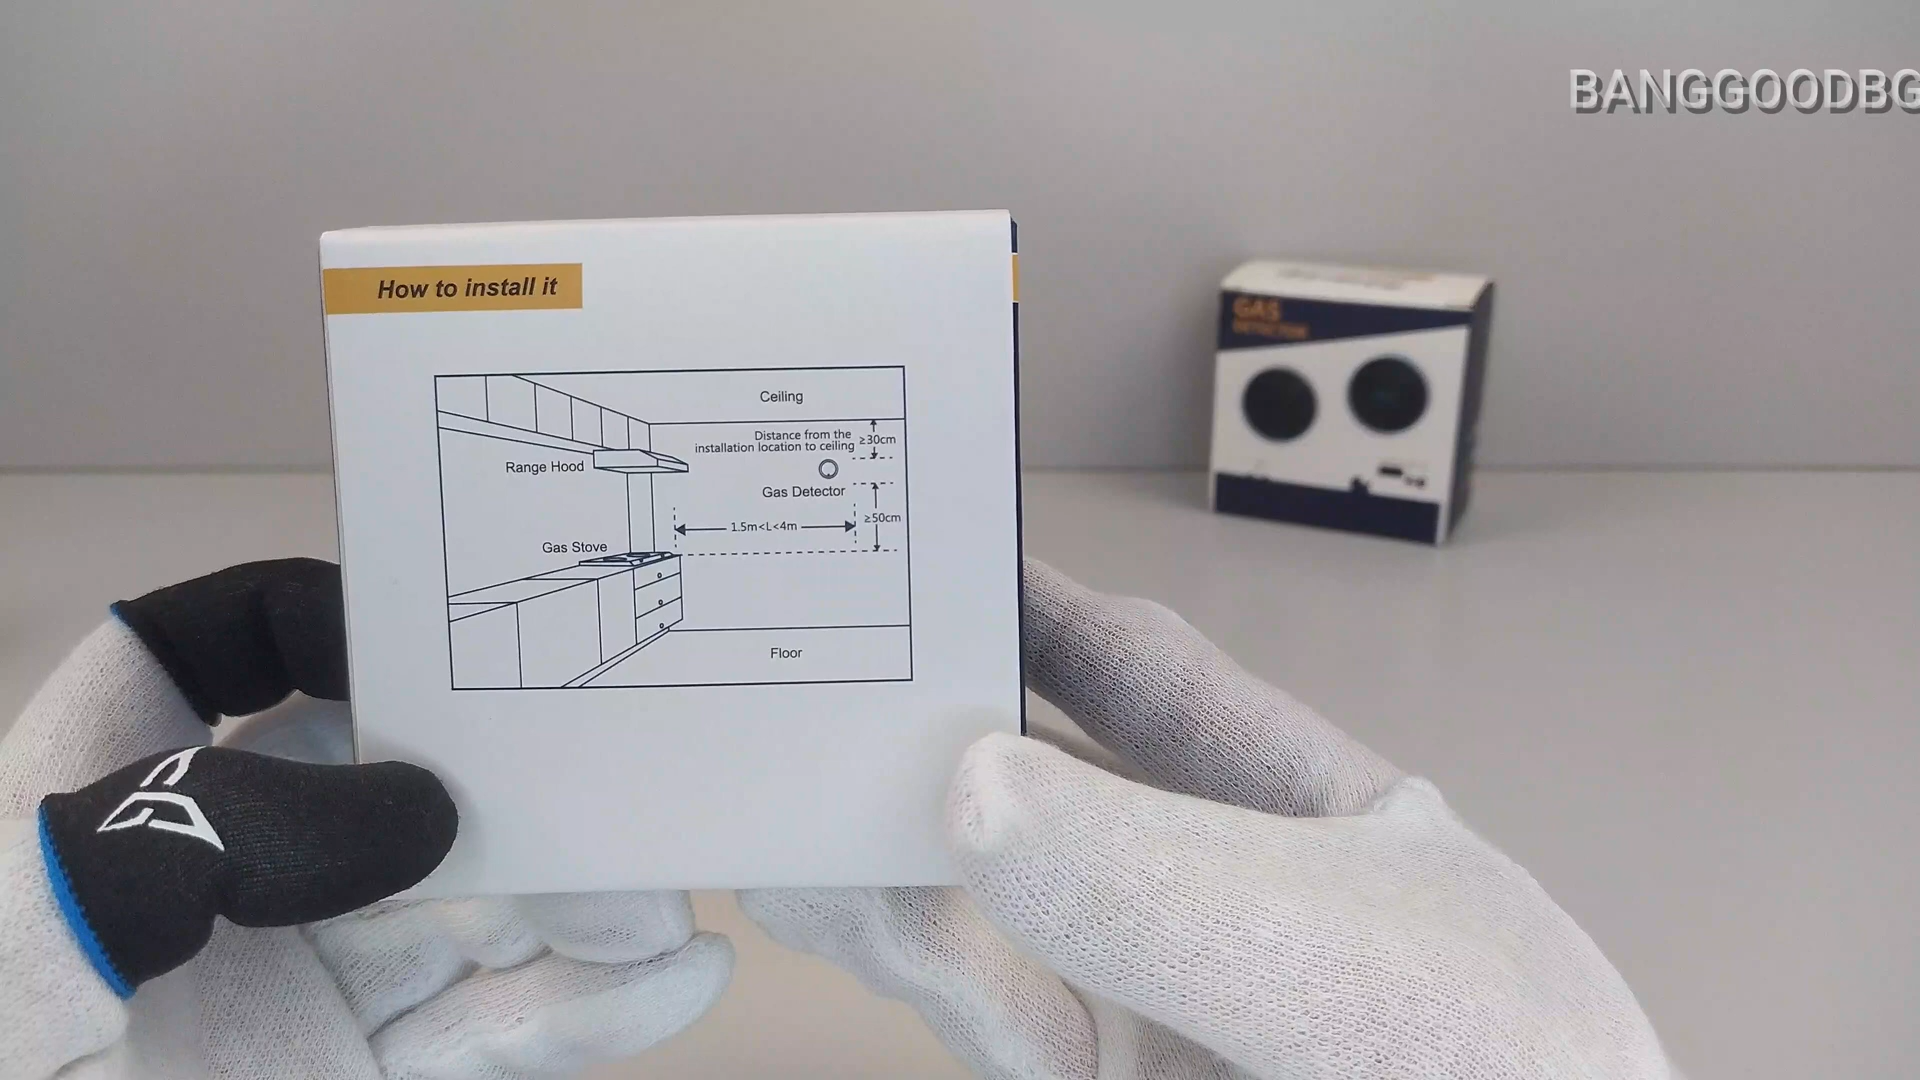 BANGGOODBG
How to install it
Ceiling
Distance from the
installation location to ceiling
≥30cm
Range Hood
Gas Detector
1.5m<L<4m
≥50cm
Gas Stove
Floor
GAS
DETECTOR